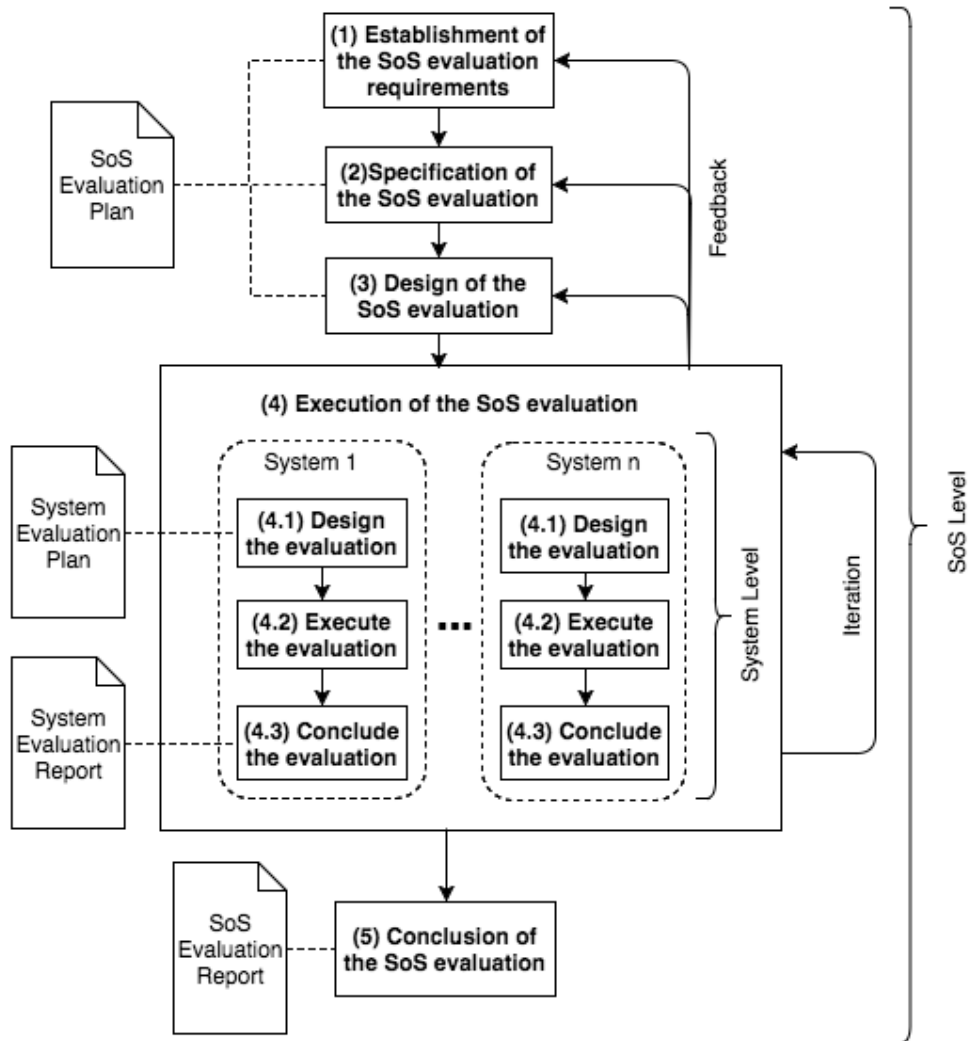 (1) Establishment of
the SoS evaluation
requirements
SoS
Evaluation
Plan
(2)Specification of
the SoS evaluation
Feedback
(3) Design of the
SoS evaluation
(4) Execution of the SoS evaluation
System 1
System n
System
Evaluation
Plan
(4.1) Design
the evaluation
(4.1) Design
the evaluation
(4.2) Execute
the evaluation
...
(4.2) Execute
the evaluation
System Level
Iteration
SoS Level
System
Evaluation
Report
(4.3) Conclude
the evaluation
(4.3) Conclude
the evaluation
SoS
Evaluation
Report
(5) Conclusion of
the SoS evaluation